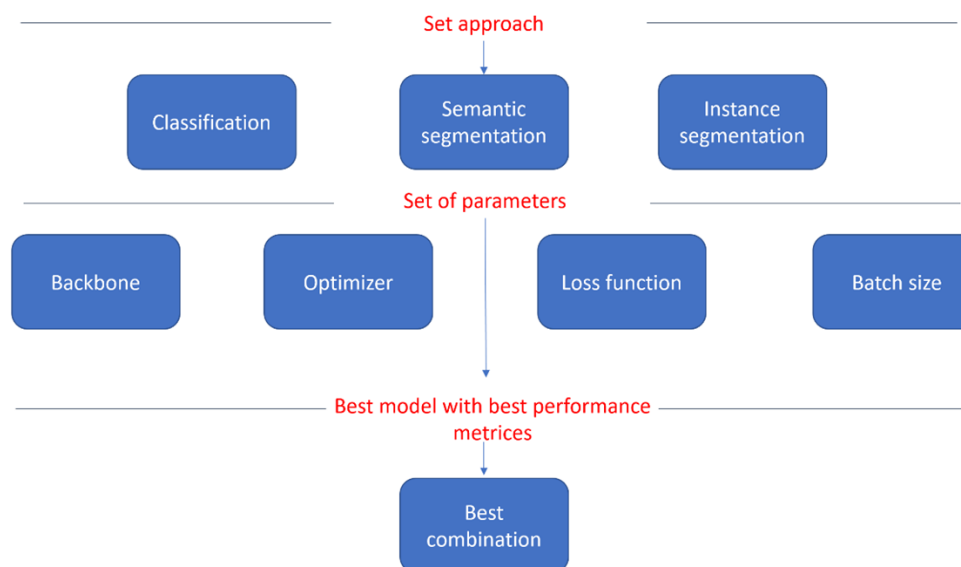 Set approach
Classification
Semantic
segmentation
Instance
segmentation
Set of parameters
Backbone
Optimizer
Loss function
Batch size
Best model with best performance
metrices
Best
combination